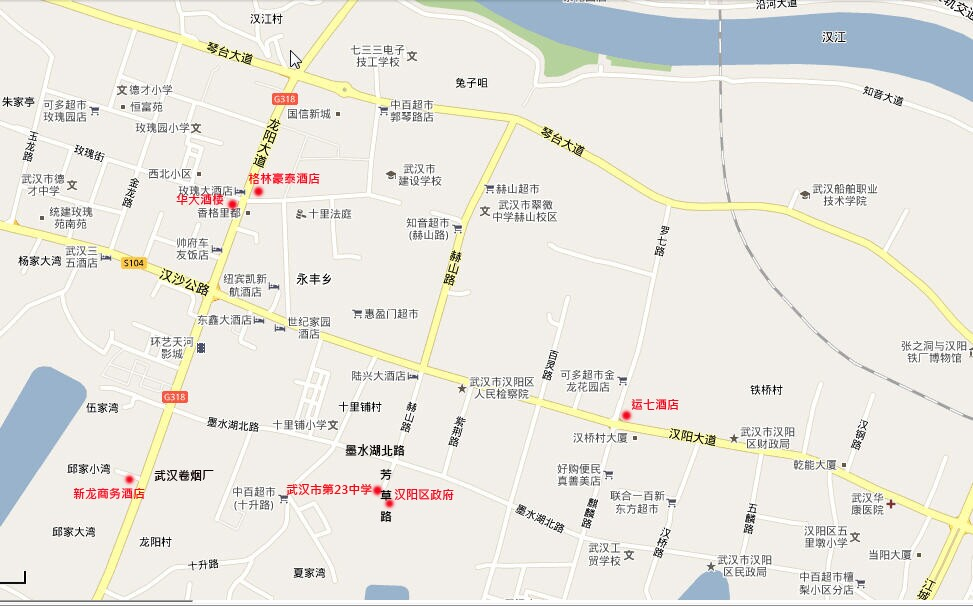 沿河大道
汉江村
汉江
琴台大道
七三三电子
技工学校
兔子咀
知音大道
朱家亭
德才小学
恒富苑
可多超市
玫瑰园店
G318
国信新城
中百超市
郭琴路店
玫瑰园小学
龙阳大道
琴台大道
玉龙路
玫瑰街
西北小区
格林豪泰酒店
武汉市
建设学校
武汉市德
才中学
金龙路
玫瑰大酒店
华天酒楼
香格里都
赫山超市
武汉船舶职业
技术学院
统建玫瑰
苑南苑
十里法庭
武汉市翠微
中学赫山校区
知音超市
(赫山路)
罗七路
杨家大湾
武汉三
五酒店
S104
帅府车
友饭店
汉沙公路
纽宾凯新
航酒店
永丰乡
赫山路
东鑫大酒店
世纪家园
酒店
惠盈门超市
环艺天河
影城
百灵路
张之洞与汉阳
铁厂博物馆
陆兴大酒店
武汉市汉阳区
人民检察院
可多超市金
龙花园店
铁桥村
G318
伍家湾
十里铺村
赫山路
紫荆路
运七酒店
墨水湖北路
十里铺小学
汉桥村大厦
汉阳大道
武汉市汉阳
区财政局
汉钢路
墨水湖北路
邱家小湾
武汉卷烟厂
新龙商务酒店
芳草路
好购便民
真善美店
乾能大厦
中百超市
(十升路)
武汉市第23中学
汉阳区政府
联合一百新
东方超市
武汉华
康医院
邱家大湾
墨水湖北路
麒麟路
汉桥路
五麟路
汉阳区五
里墩小学
龙阳村
武汉工
贸学校
当阳大厦
十升路
夏家湾
武汉市汉阳
区民政局
中百超市檀
梨小区分店
江城